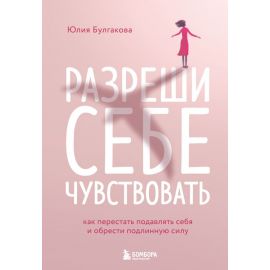 Юлия Булгакова
РАЗРЕШИ
СЕБЕ
ЧУВСТВОВАТЬ
как перестать подавлять себя
и обрести подлинную силу
БОМБОРА